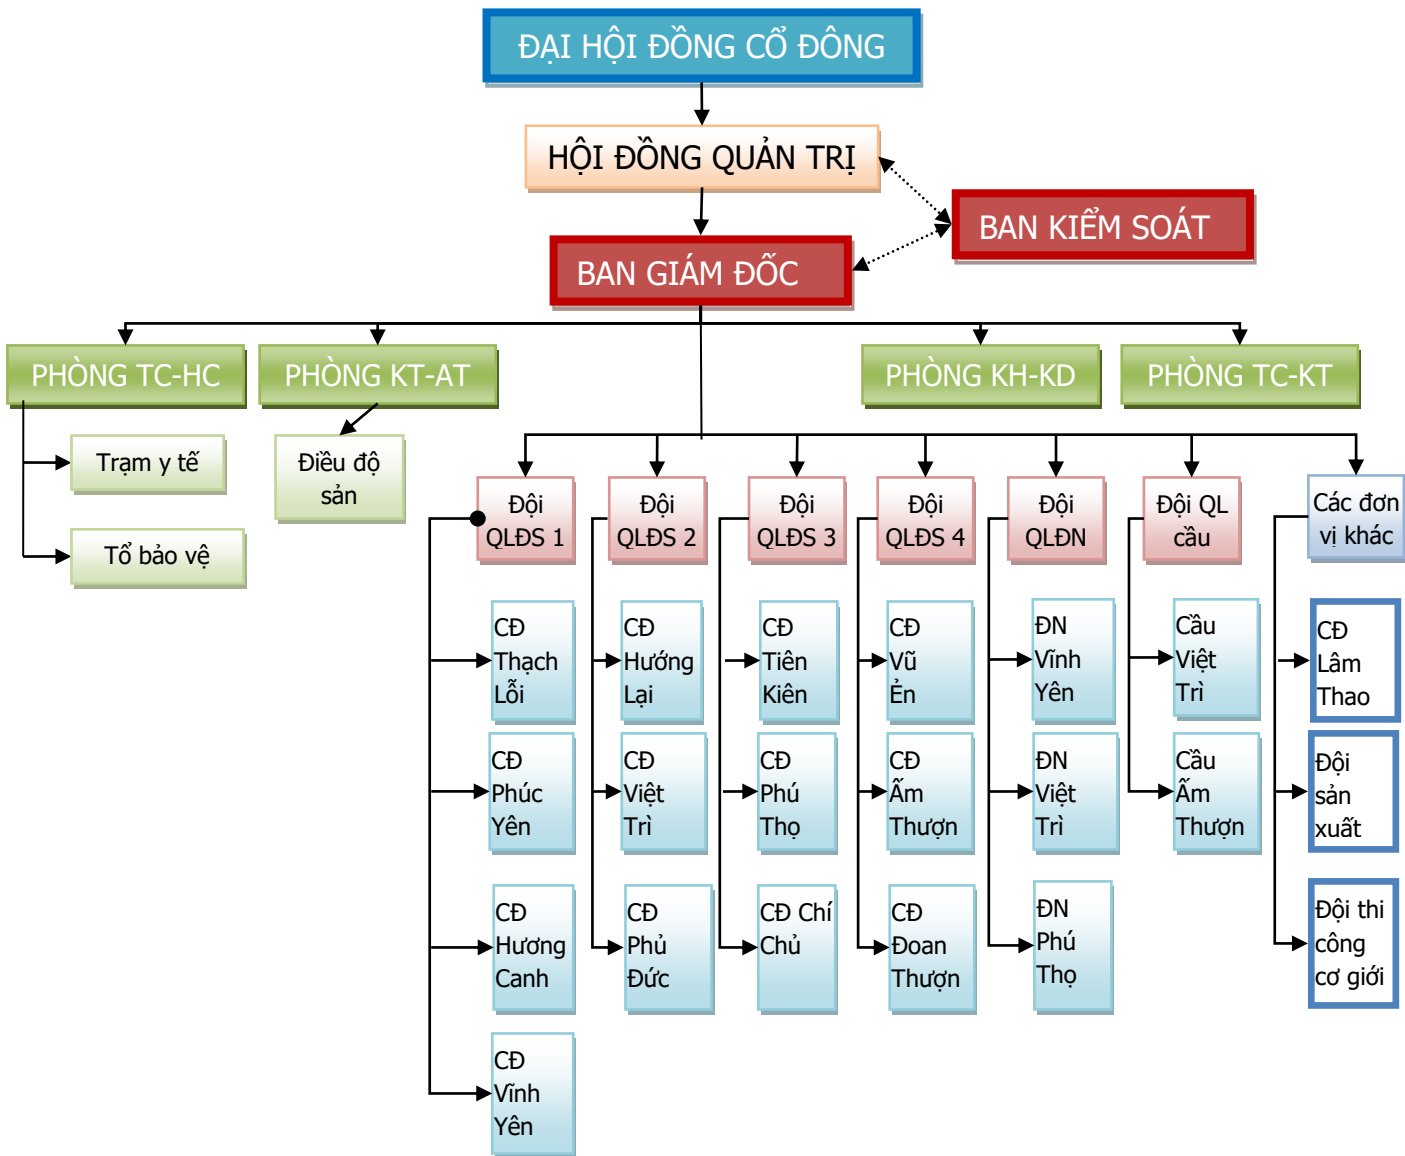 ĐẠI HỘI ĐỒNG CỔ ĐÔNG
HỘI ĐỒNG QUẢN TRỊ
BAN KIỂM SOÁT
BAN GIÁM ĐỐC
PHÒNG TC-HC
PHÒNG KT-AT
PHÒNG KH-KD
PHÒNG TC-KT
Trạm y tế
Tổ bảo vệ
Điều độ
sản
Đội
QLĐS 1
Đội
QLĐS 2
Đội
QLĐS 3
Đội
QLĐS 4
Đội
QLĐN
Đội QL
cầu
Các đơn
vị khác
CĐ
Thạch
Lỗi
CĐ
Hướng
Lại
CĐ
Tiên
Kiên
CĐ
Vũ
Ẻn
ĐN
Vĩnh
Yên
Cầu
Việt
Trì
CĐ
Lâm
Thao
CĐ
Phúc
Yên
CĐ
Việt
Trì
CĐ
Phú
Thọ
CĐ
Ấm
Thượn
ĐN
Việt
Trì
Cầu
Ấm
Thượn
Đội
sản
xuất
CĐ
Hương
Canh
CĐ
Phủ
Đức
CĐ Chí
Chủ
CĐ
Đoan
Thượn
ĐN
Phú
Thọ
Đội thi
công
cơ giới
CĐ
Vĩnh
Yên